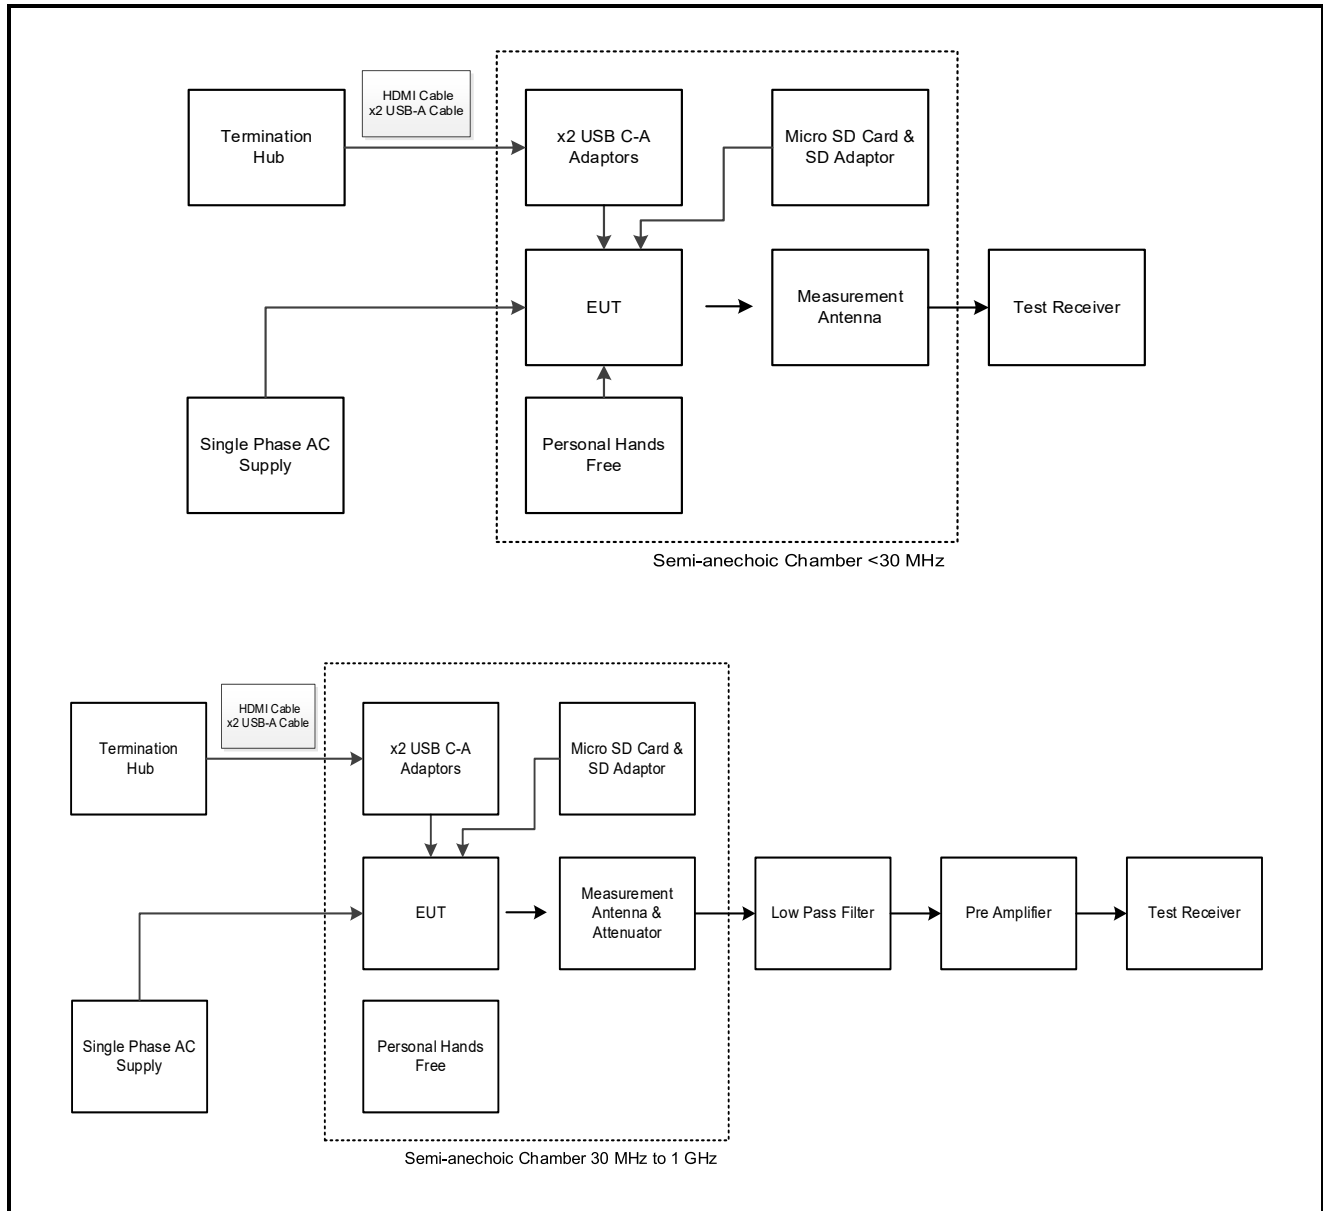 HDMI Cable
x2 USB-A Cable
Termination
Hub
x2 USB C-A
Adaptors
Micro SD Card &
SD Adaptor
EUT
Measurement
Antenna
Test Receiver
Single Phase AC
Supply
Personal Hands
Free
Semi-anechoic Chamber <30 MHz
HDMI Cable
x2 USB-A Cable
Termination
Hub
x2 USB C-A
Adaptors
Micro SD Card &
SD Adaptor
EUT
Measurement
Antenna &
Attenuator
Low Pass Filter
Pre Amplifier
Test Receiver
Single Phase AC
Supply
Personal Hands
Free
Semi-anechoic Chamber 30 MHz to 1 GHz